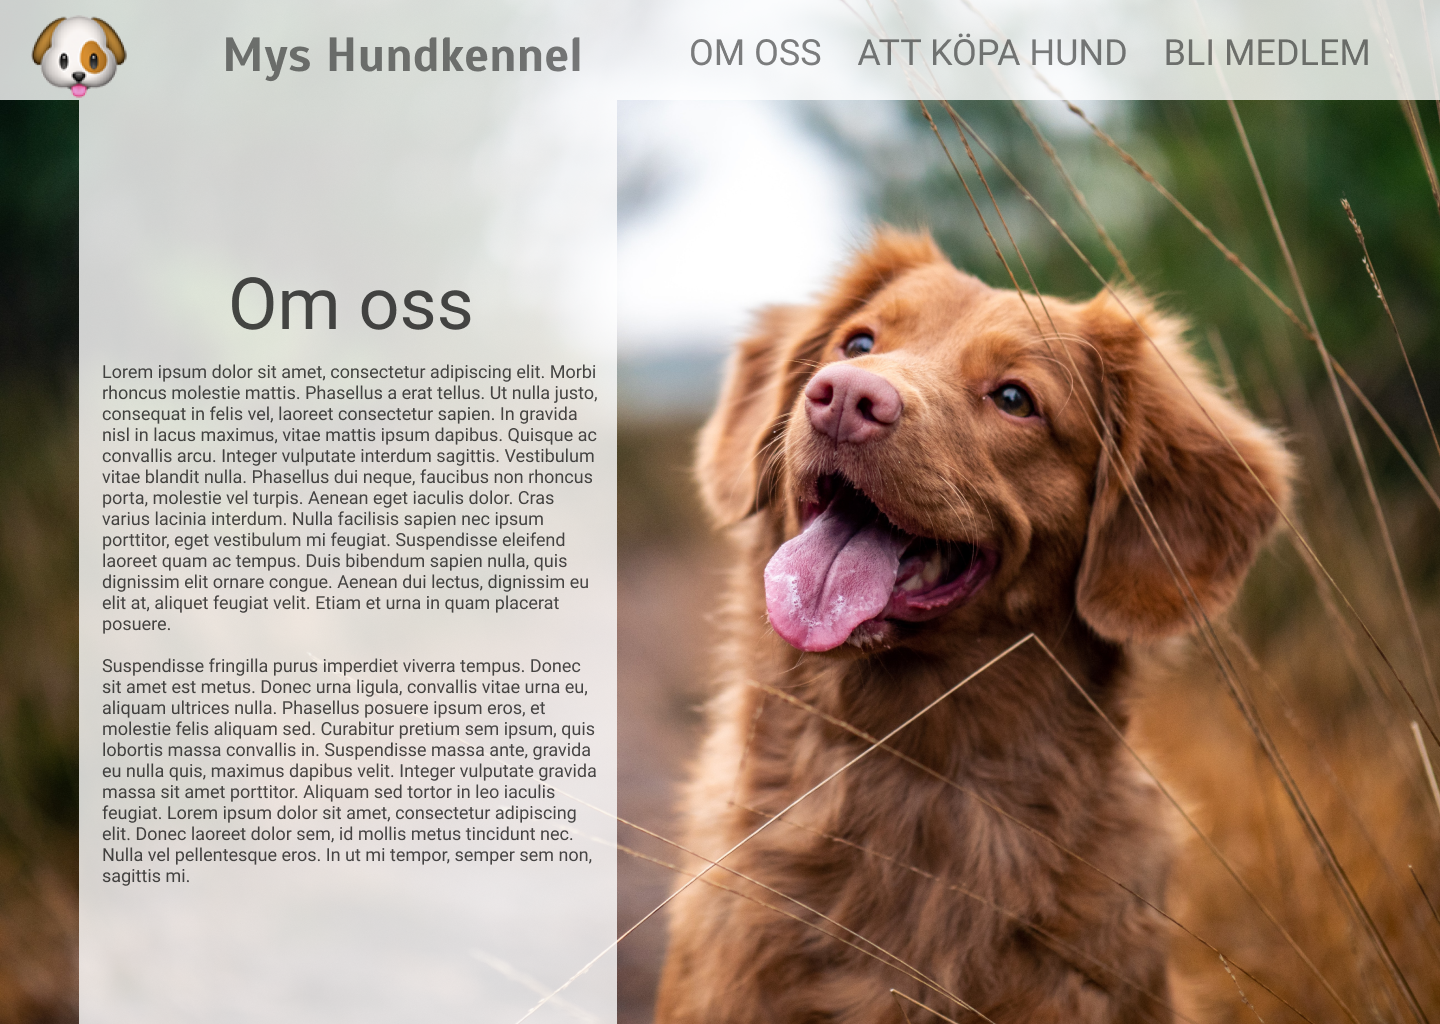 Mys Hundkennel
OM OSS
ATT KÖPA HUND
BLI MEDLEM
Om oss
Lorem ipsum dolor sit amet, consectetur adipiscing elit. Morbi
rhoncus molestie mattis. Phasellus a erat tellus. Ut nulla justo,
consequat in felis vel, laoreet consectetur sapien. In gravida
nisl in lacus maximus, vitae mattis ipsum dapibus. Quisque ac
convallis arcu. Integer vulputate interdum sagittis. Vestibulum
vitae blandit nulla. Phasellus dui neque, faucibus non rhoncus
porta, molestie vel turpis. Aenean eget iaculis dolor. Cras
varius lacinia interdum. Nulla facilisis sapien nec ipsum
porttitor, eget vestibulum mi feugiat. Suspendisse eleifend
laoreet quam ac tempus. Duis bibendum sapien nulla, quis
dignissim elit ornare congue. Aenean dui lectus, dignissim eu
elit at, aliquet feugiat velit. Etiam et urna in quam placerat
posuere.
Suspendisse fringilla purus imperdiet viverra tempus. Donec
sit amet est metus. Donec urna ligula, convallis vitae urna eu,
aliquam ultrices nulla. Phasellus posuere ipsum eros, et
molestie felis aliquam sed. Curabitur pretium sem ipsum, quis
lobortis massa convallis in. Suspendisse massa ante, gravida
eu nulla quis, maximus dapibus velit. Integer vulputate gravida
massa sit amet porttitor. Aliquam sed tortor in leo iaculis
feugiat. Lorem ipsum dolor sit amet, consectetur adipiscing
elit. Donec laoreet dolor sem, id mollis metus tincidunt nec.
Nulla vel pellentesque eros. In ut mi tempor, semper sem non,
sagittis mi.